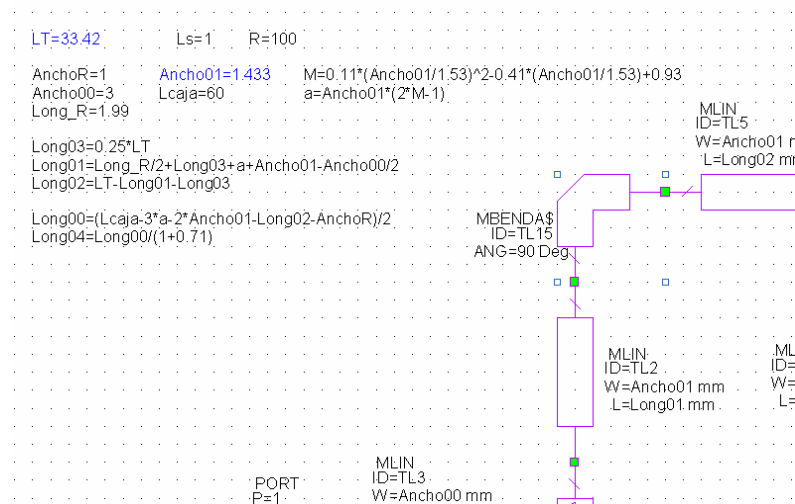 LT=33.42 Ls=1 R=100
AnchoR=1 Ancho01=1.433 M=0.11*(Ancho01/1.53)^2-0.41*(Ancho01/1.53)+0.93
Ancho00=3 Lcaja=60 a=Ancho01*(2*M-1)
Long_R=1.99
Long03=0.25*LT
Long01=Long_R/2+Long03+a+Ancho01-Ancho00/2
Long02=LT-Long01-Long03
Long00=(Lcaja-3*a-2*Ancho01-Long02-AnchoR)/2
Long04=Long00/(1+0.71)
MLIN
ID=TL5
W=Ancho01
L=Long02
MBENDA$
ID=TL15
ANG=90 Deg
MLIN
ID=TL2
W=Ancho01 mm
L=Long01 mm
ML
ID=
W=
L=
MLIN
ID=TL3
W=Ancho00 mm
PORT
P=1